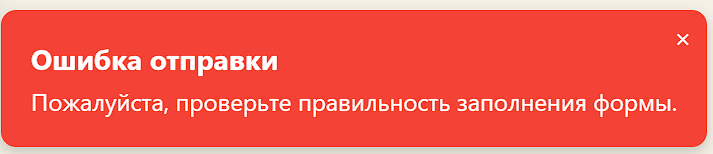 Ошибка отправки
Пожалуйста, проверьте правильность заполнения формы.